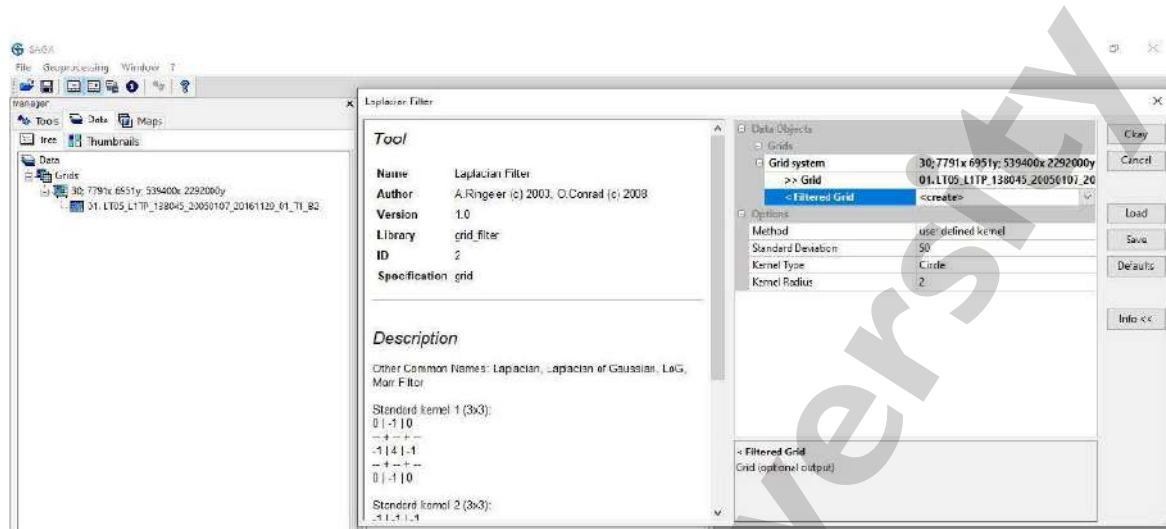 SAGA
File Geoprocessing Window ?
Manager
Tools Data Maps
Tree Thumbnails
Data
Grids
30; 7791x 6951y; 539400x 2292000y
01. LT05_L1TP_138045_20050107_20161129_01_T1_B2
Laplacian Filter
Tool
Name Laplacian Filter
Author A.Ringeler (c) 2003, O.Conrad (c) 2008
Version 1.0
Library grid_filter
ID 2
Specification grid
Description
Other Common Names: Laplacian, Laplacian of Gaussian, LoG,
Marr Filter
Standard kernel 1 (3x3):
0 | -1 | 0
-- + -- + --
-1 | 4 | -1
-- + -- + --
0 | -1 | 0
Standard kernel 2 (3x3):
-1 | -1 | -1
Data Objects
Grids
Grid system 30; 7791x 6951y; 539400x 2292000y
>> Grid 01. LT05_L1TP_138045_20050107_20
< Filtered Grid <create>
Options
Method user defined kernel
Standard Deviation 50
Kernel Type Circle
Kernel Radius 2
< Filtered Grid
Grid (optional output)
Okay
Cancel
Load
Save
Defaults
Info <<
versity